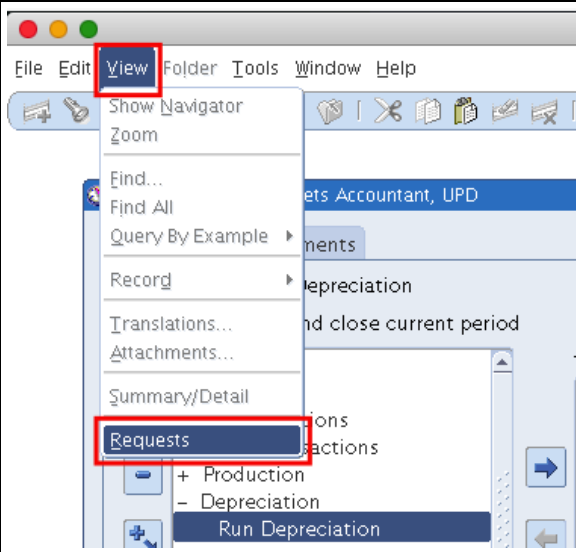 File Edit View Folder Tools Window Help
Show Navigator
Zoom
Find...
Find All
Query By Example
Record
Translations...
Attachments...
Summary/Detail
Requests
ets Accountant, UPD
ments
epreciation
nd close current period
ions
sactions
+ Production
– Depreciation
Run Depreciation